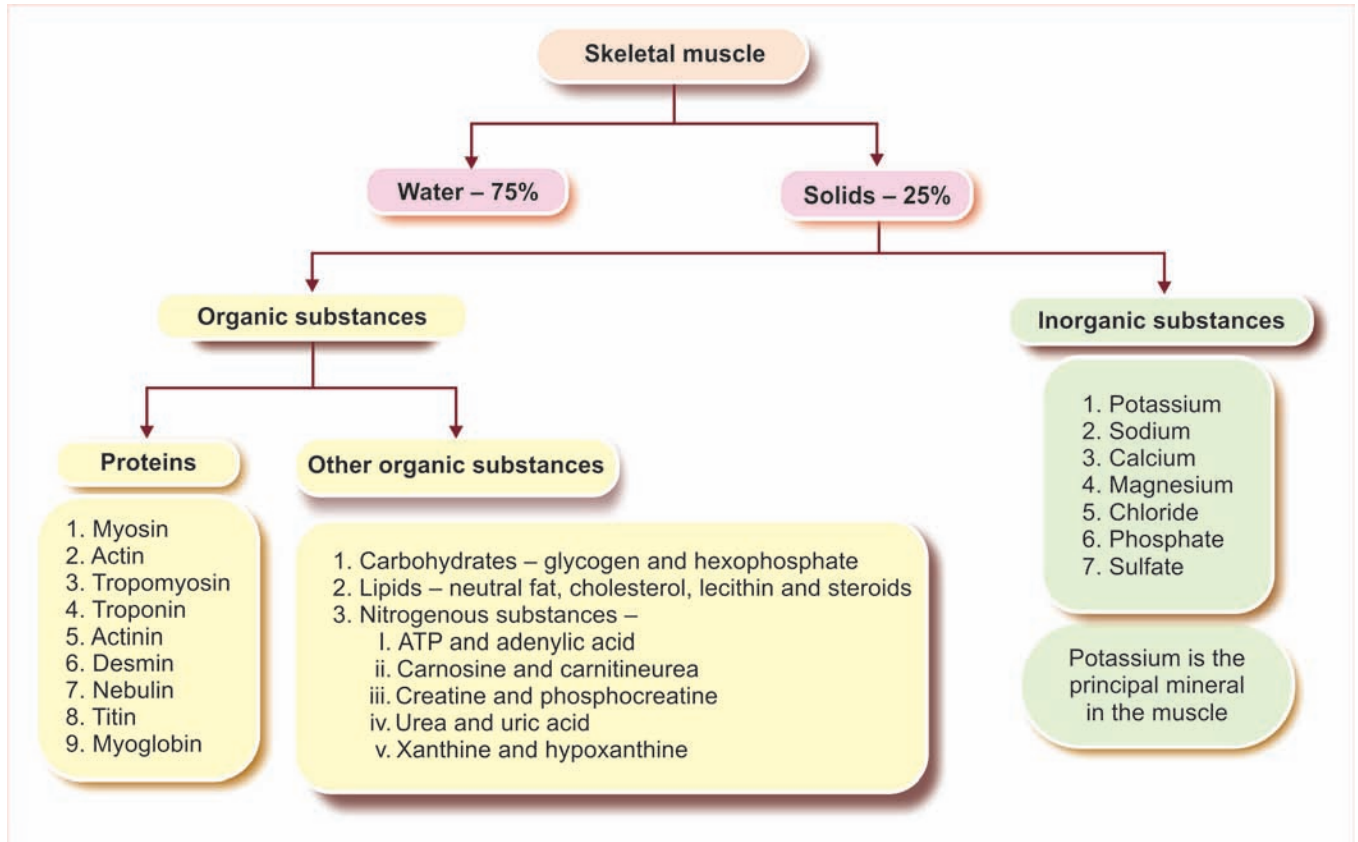 Skeletal muscle
Water – 75%
Solids – 25%
Organic substances
Inorganic substances
Proteins
Other organic substances
1. Myosin
2. Actin
3. Tropomyosin
4. Troponin
5. Actinin
6. Desmin
7. Nebulin
8. Titin
9. Myoglobin
1. Carbohydrates – glycogen and hexophosphate
2. Lipids – neutral fat, cholesterol, lecithin and steroids
3. Nitrogenous substances –
I. ATP and adenylic acid
ii. Carnosine and carnitineurea
iii. Creatine and phosphocreatine
iv. Urea and uric acid
v. Xanthine and hypoxanthine
1. Potassium
2. Sodium
3. Calcium
4. Magnesium
5. Chloride
6. Phosphate
7. Sulfate
Potassium is the
principal mineral
in the muscle